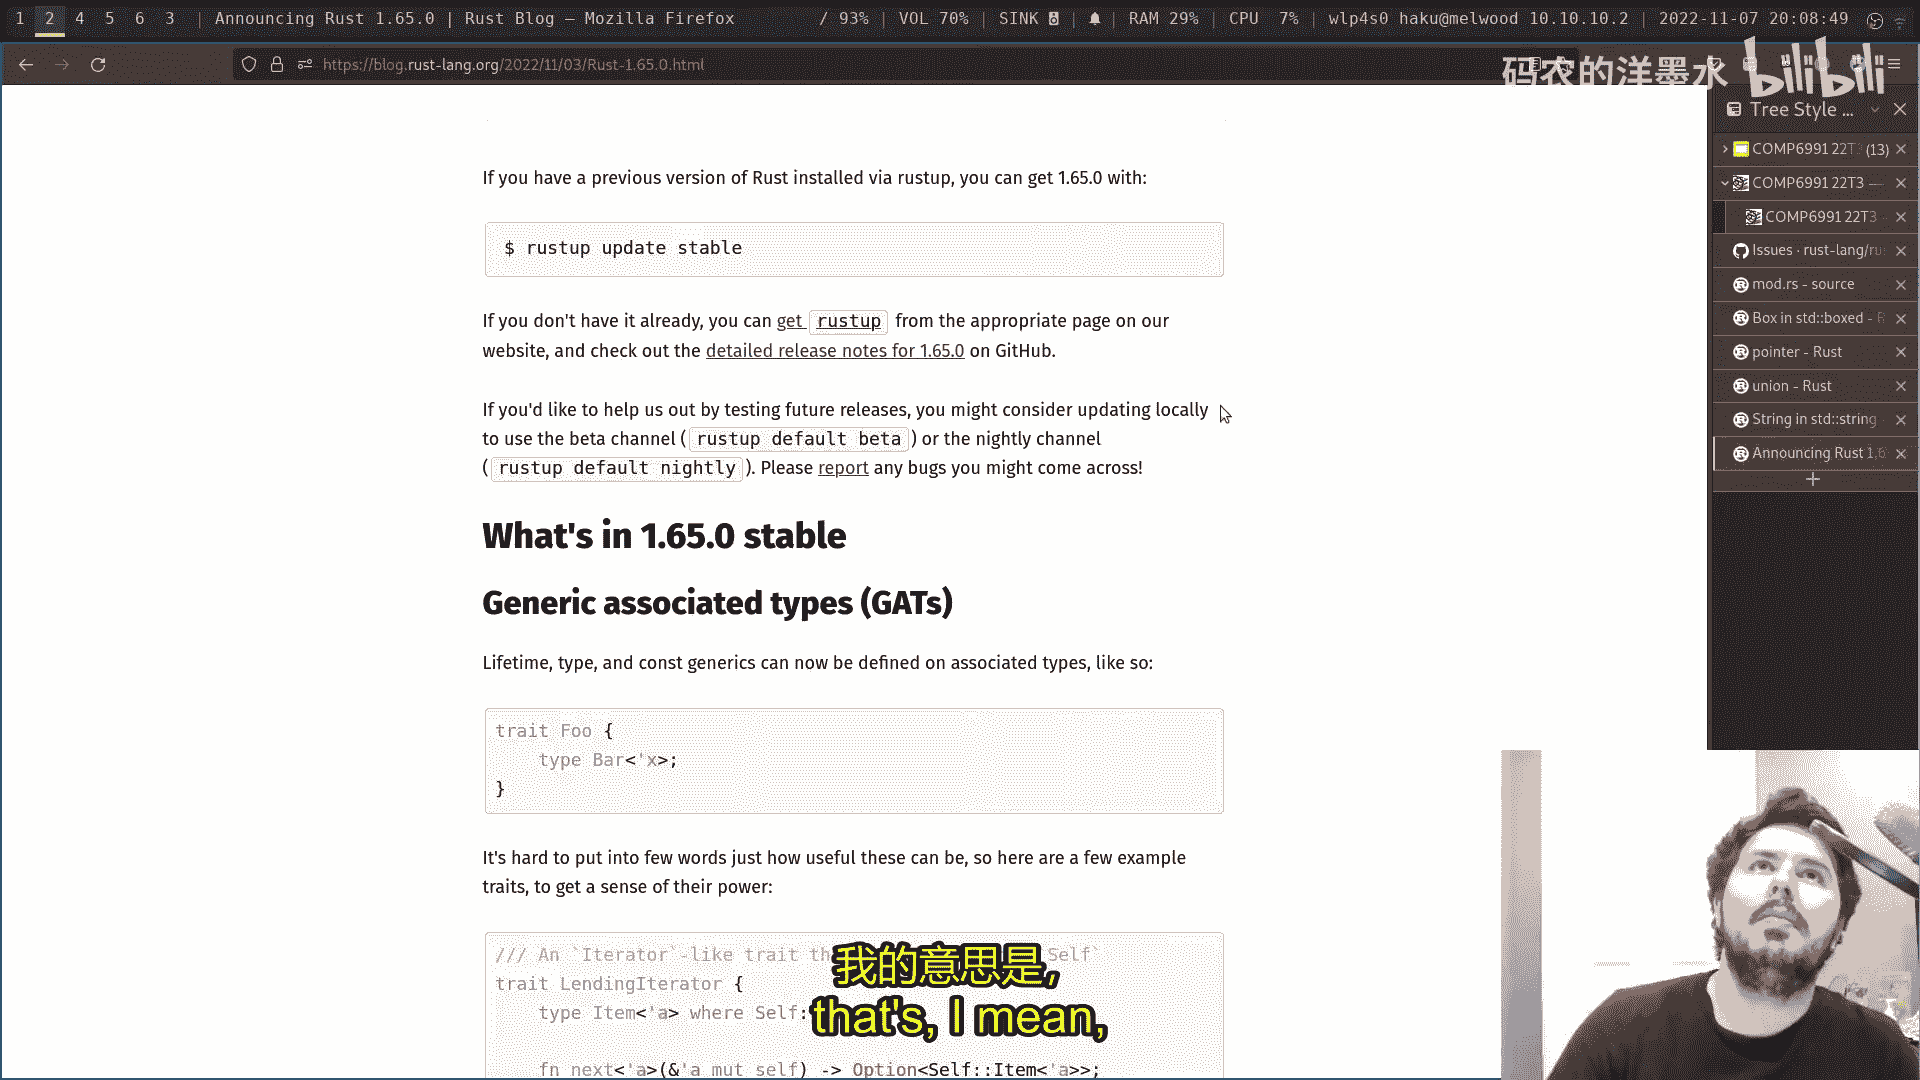 1 2 4 5 6 3 | Announcing Rust 1.65.0 | Rust Blog — Mozilla Firefox
/ 93% | VOL 70% | SINK | | RAM 29% | CPU 7% | wlp4s0 haku@melwood 10.10.10.2 | 2022-11-07 20:08:49
https://blog.rust-lang.org/2022/11/03/Rust-1.65.0.html
码农的洋墨水 bilibili
Tree Style ...
COMP6991 22T3 (13)
COMP6991 22T3 —
COMP6991 22T3
Issues · rust-lang/ru
mod.rs - source
Box in std::boxed - R
pointer - Rust
union - Rust
String in std::string
Announcing Rust 1.6
If you have a previous version of Rust installed via rustup, you can get 1.65.0 with:
$ rustup update stable
If you don't have it already, you can get rustup from the appropriate page on our
website, and check out the detailed release notes for 1.65.0 on GitHub.
If you'd like to help us out by testing future releases, you might consider updating locally
to use the beta channel (rustup default beta) or the nightly channel
(rustup default nightly). Please report any bugs you might come across!
What's in 1.65.0 stable
Generic associated types (GATs)
Lifetime, type, and const generics can now be defined on associated types, like so:
trait Foo {
    type Bar<'x>;
}
It's hard to put into few words just how useful these can be, so here are a few example
traits, to get a sense of their power:
/// An `Iterator`-like trait th Self`
trait LendingIterator {
    type Item<'a> where Self:
    fn next<'a>(&'a mut self) -> Option<Self::Item<'a>>;
我的意思是,
that's, I mean,